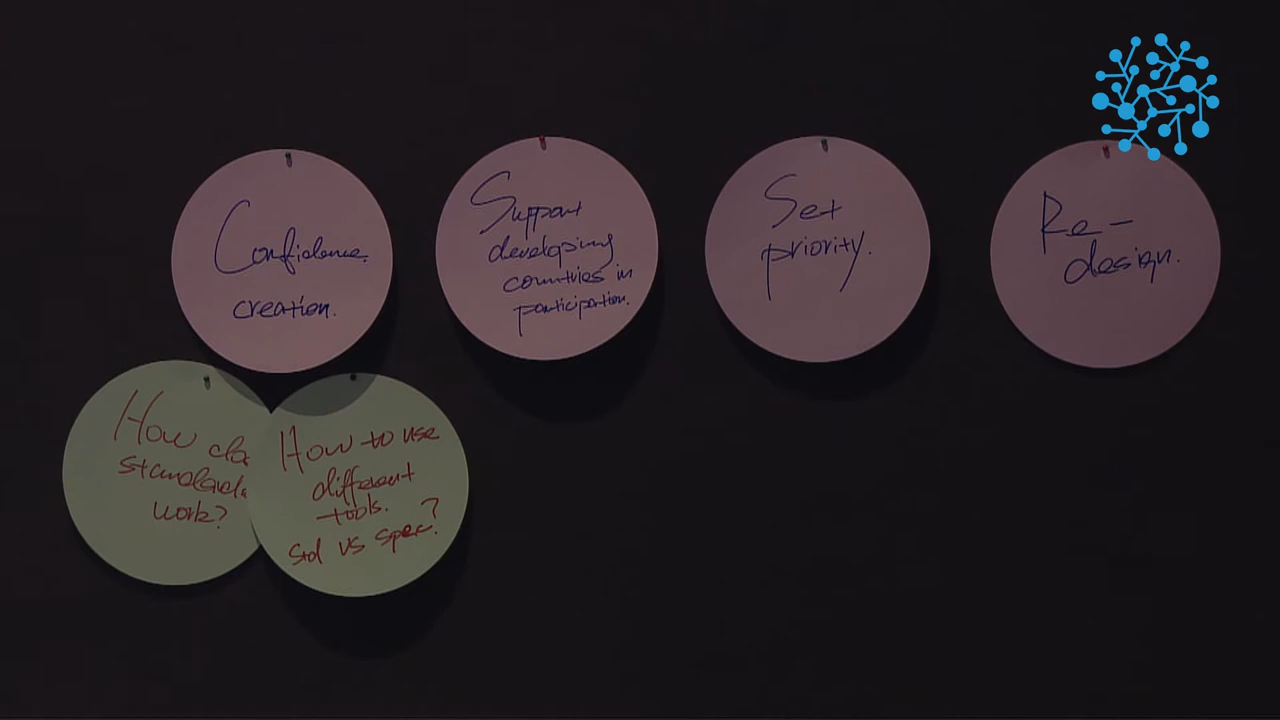 Confidence
creation.
Support
developing
countries in
participation.
Set
priority.
Re-
design.
How do
standards
work?
How to use
different
tools.
Std vs spec?